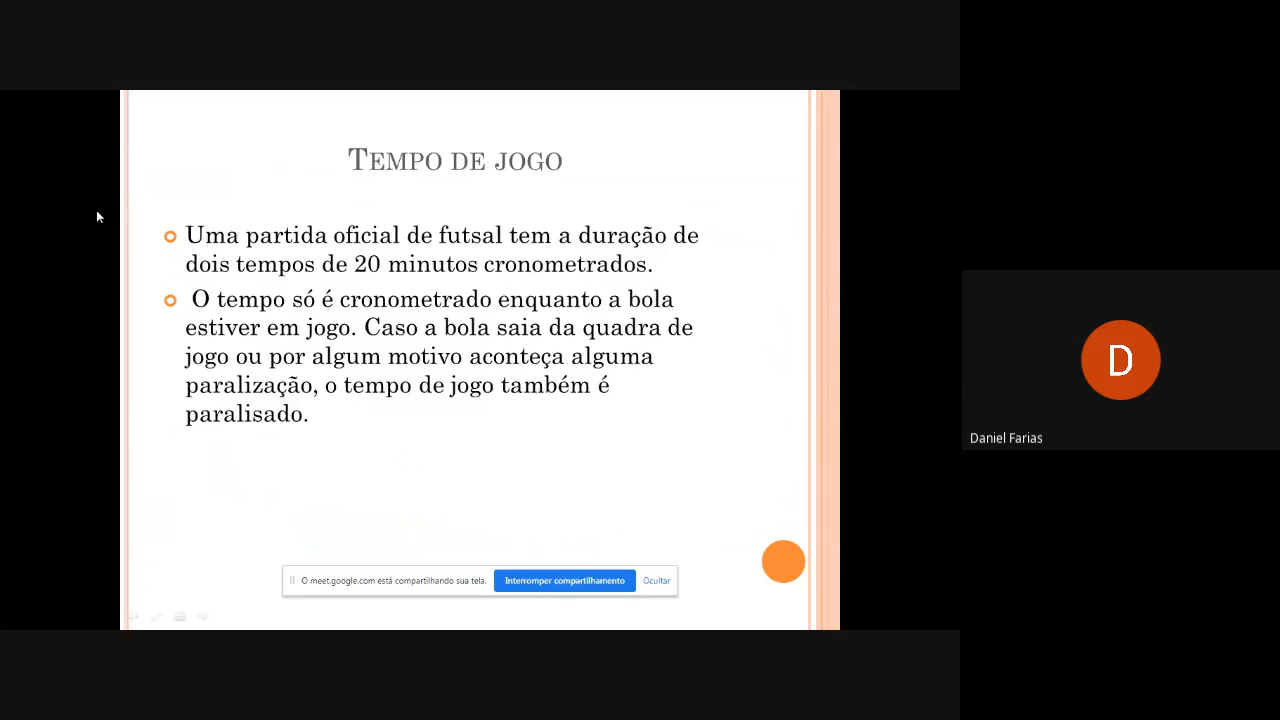 TEMPO DE JOGO
Uma partida oficial de futsal tem a duração de
dois tempos de 20 minutos cronometrados.
O tempo só é cronometrado enquanto a bola
estiver em jogo. Caso a bola saia da quadra de
jogo ou por algum motivo aconteça alguma
paralização, o tempo de jogo também é
paralisado.
O meet.google.com está compartilhando sua tela.
Interromper compartilhamento
Ocultar
D
Daniel Farias